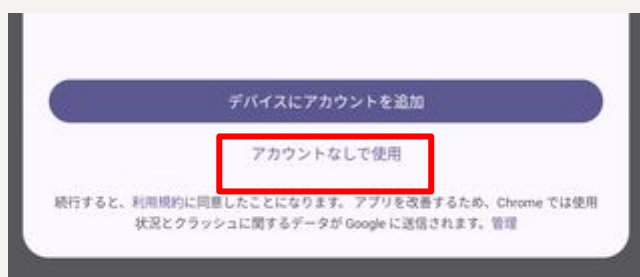 デバイスにアカウントを追加
アカウントなしで使用
続行すると、利用規約に同意したことになります。 アプリを改善するため、Chrome では使用
状況とクラッシュに関するデータが Google に送信されます。管理